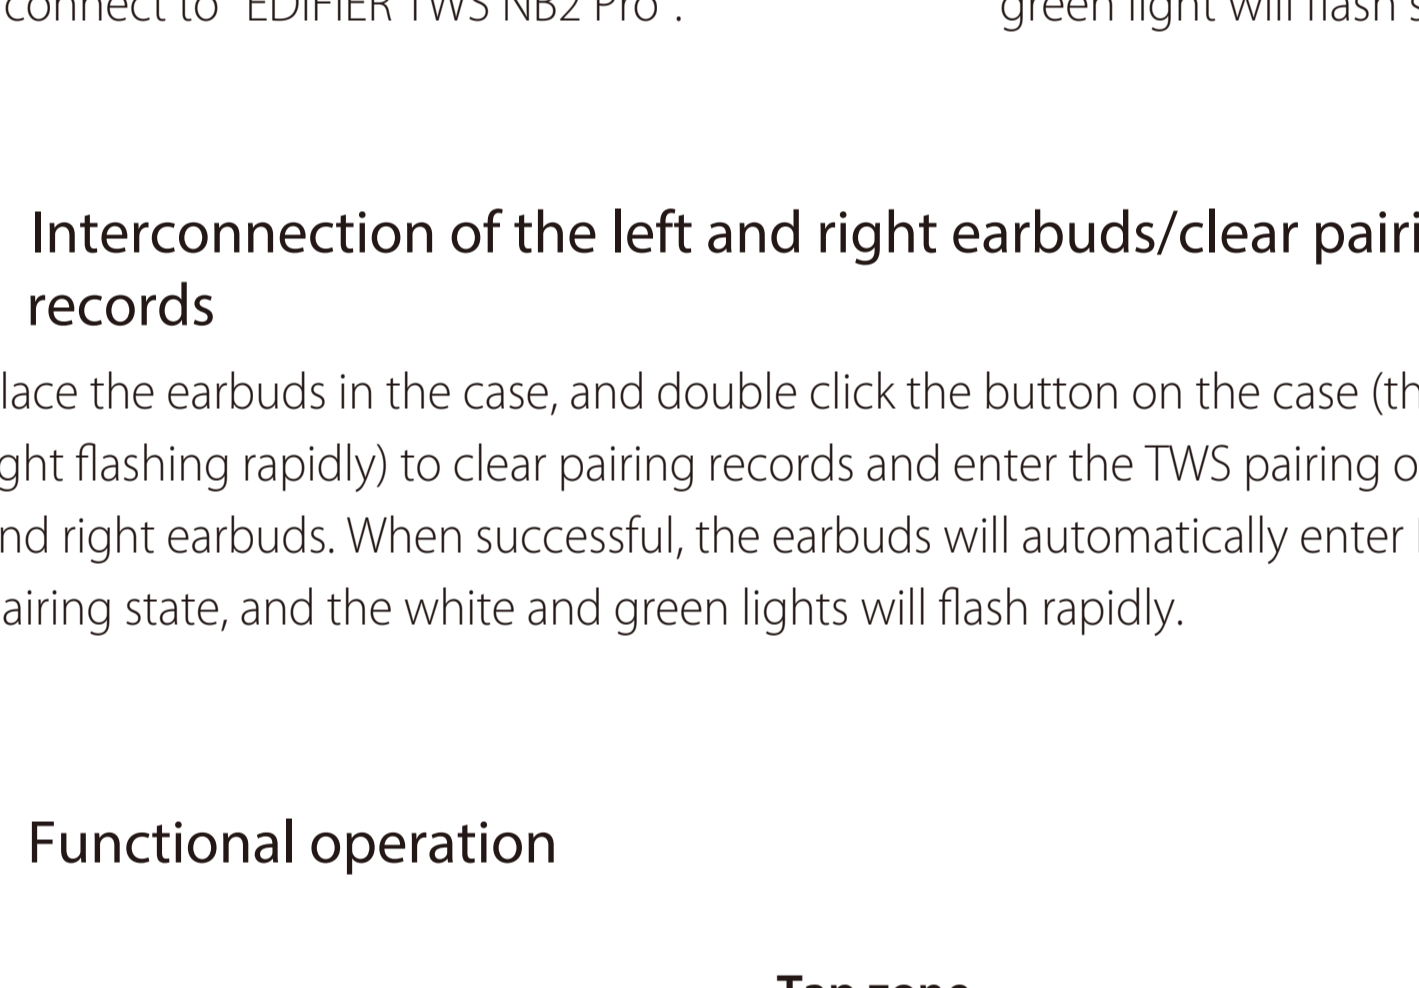 connect to "EDIFIER TWS NB2 Pro".
green light will flash
Interconnection of the left and right earbuds/clear pairi
records
lace the earbuds in the case, and double click the button on the case (th
ght flashing rapidly) to clear pairing records and enter the TWS pairing o
nd right earbuds. When successful, the earbuds will automatically enter
airing state, and the white and green lights will flash rapidly.
Functional operation
Tap zone